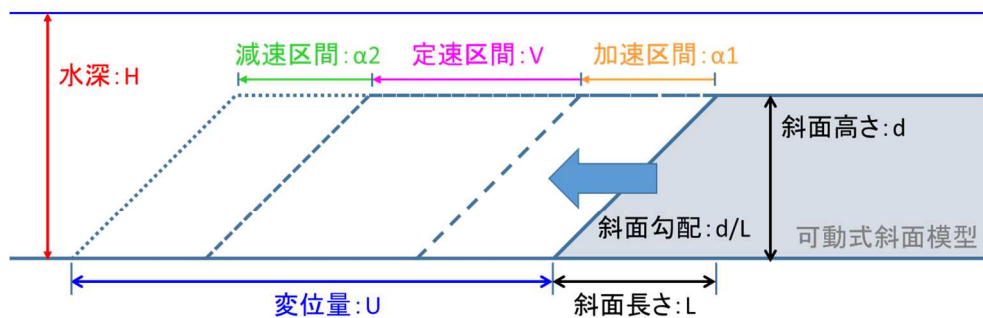 減速区間:α2
定速区間:V
加速区間:α1
水深:H
斜面高さ:d
斜面勾配:d/L
可動式斜面模型
変位量:U
斜面長さ:L